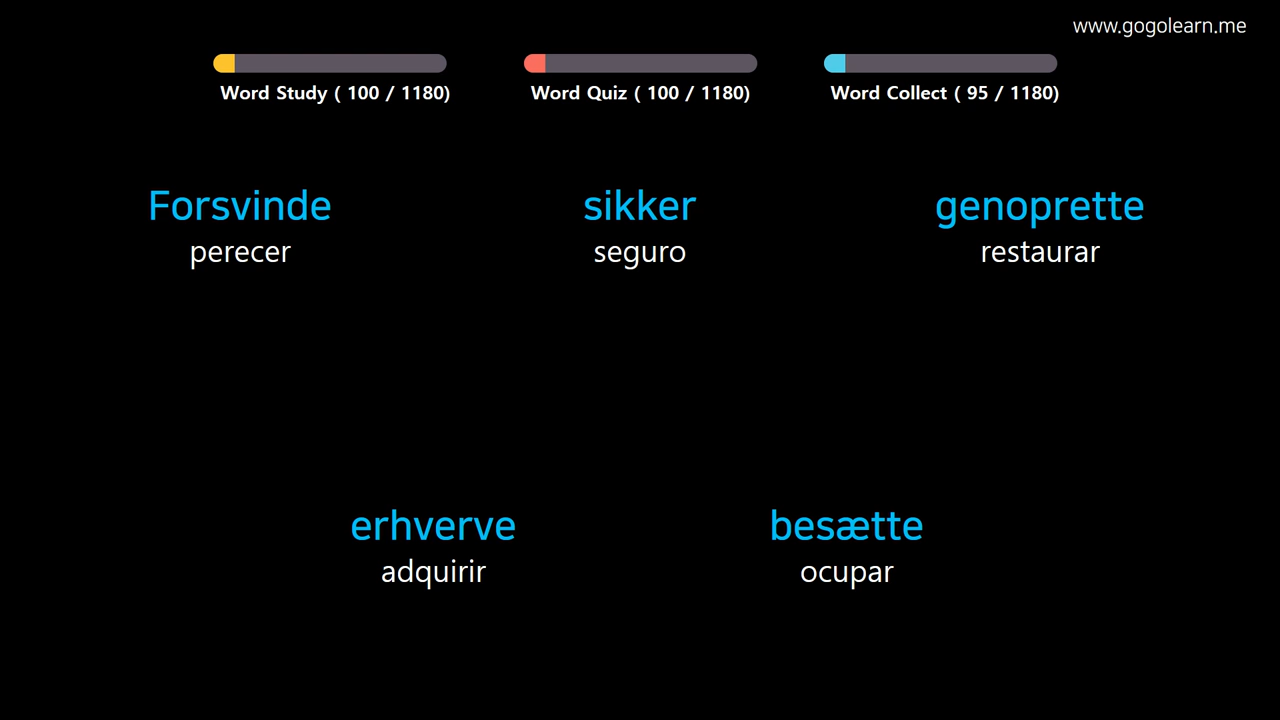 www.gogolearn.me
Word Study ( 100 / 1180)
Word Quiz ( 100 / 1180)
Word Collect ( 95 / 1180)
Forsvinde
perecer
sikker
seguro
genoprette
restaurar
erhverve
adquirir
besætte
ocupar